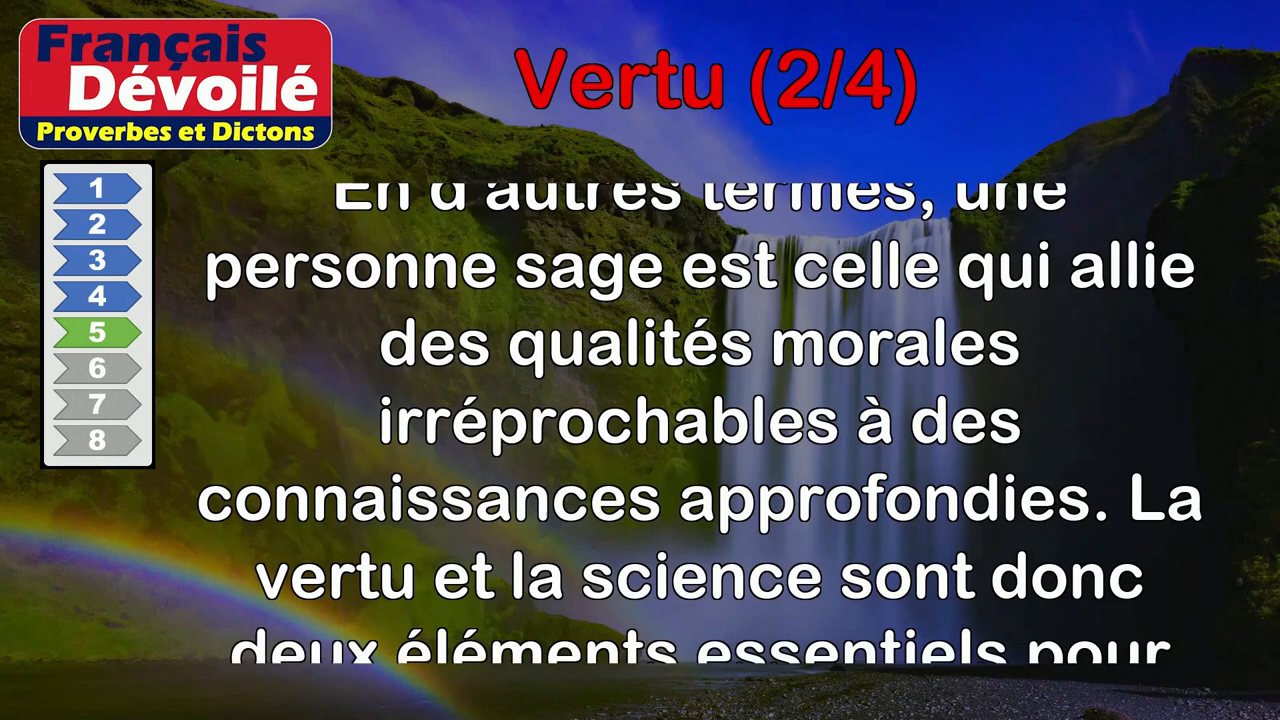 Français
Dévoilé
Proverbes et Dictons
Vertu (2/4)
1
2
3
4
5
6
7
8
En d'autres termes, une
personne sage est celle qui allie
des qualités morales
irréprochables à des
connaissances approfondies. La
vertu et la science sont donc
deux éléments essentiels pour